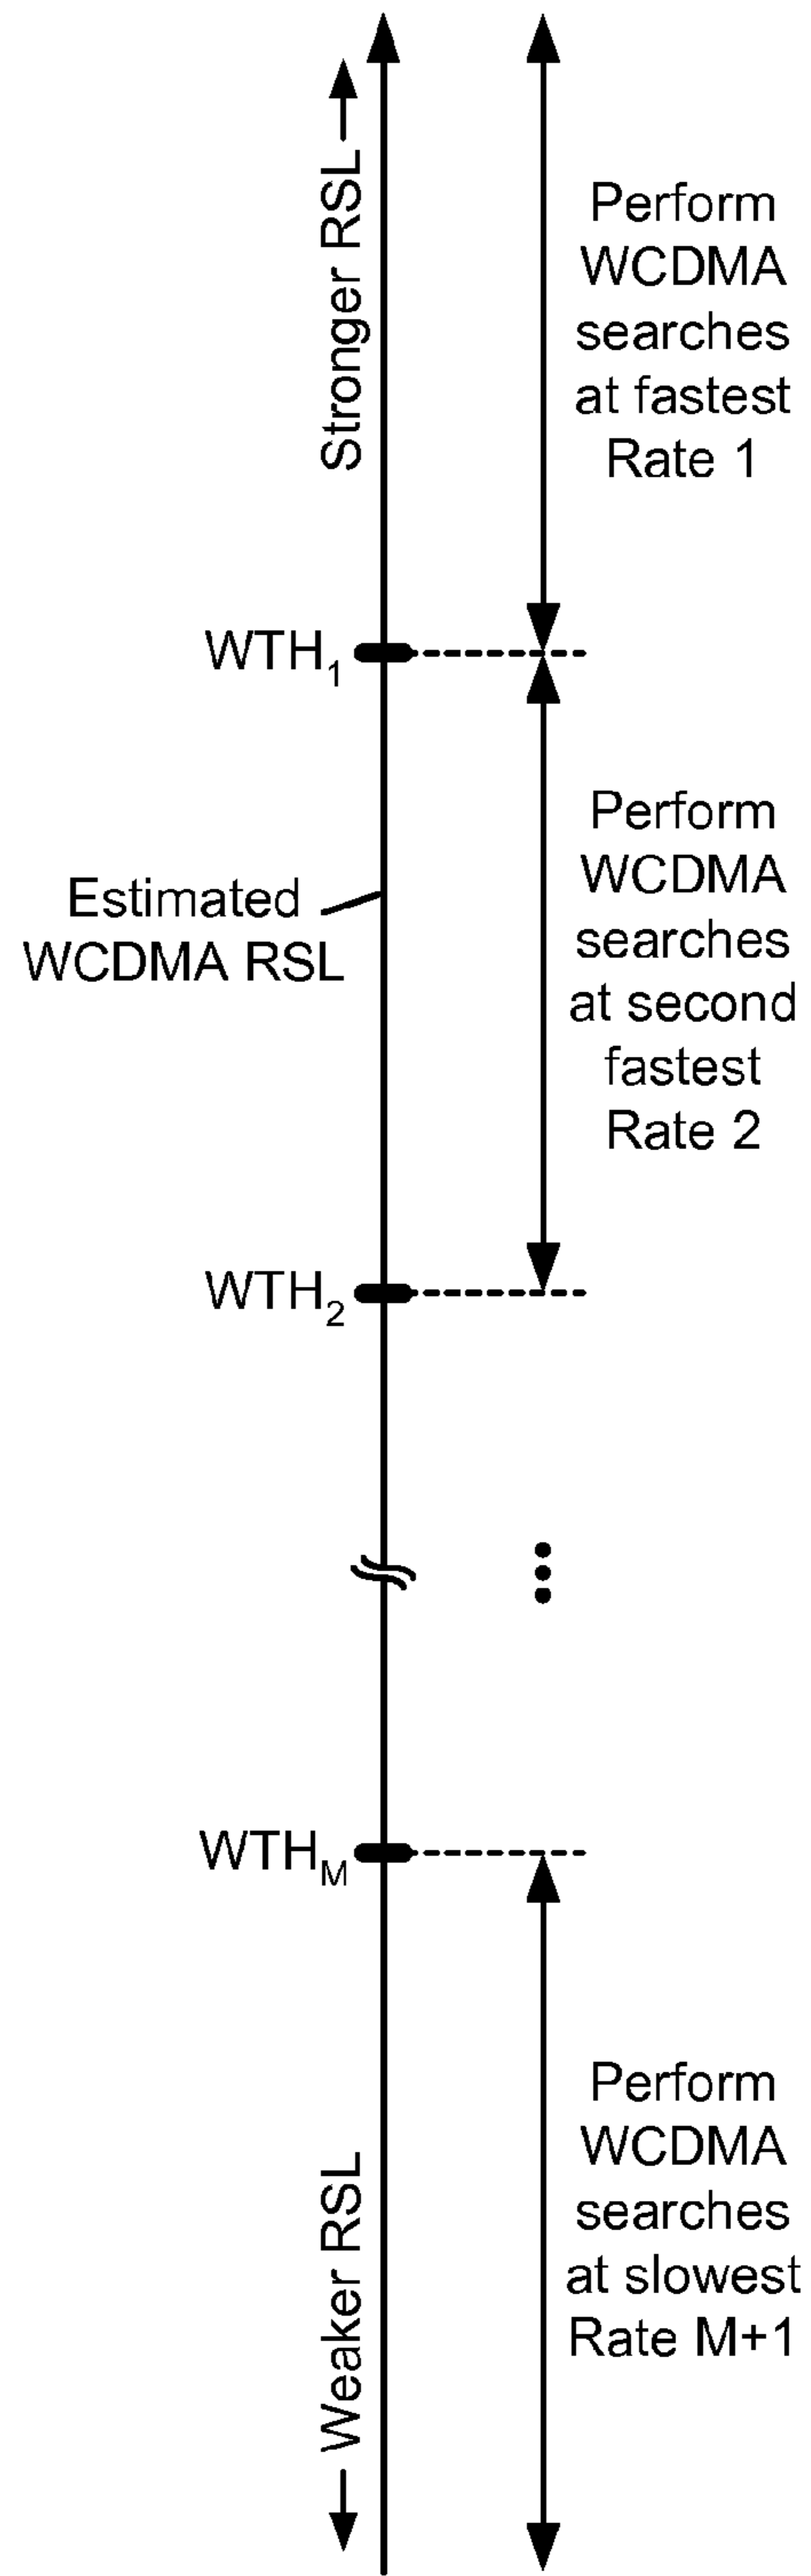 Stronger RSL
Perform
WCDMA
searches
at fastest
Rate 1
WTH₁
Estimated
WCDMA RSL
Perform
WCDMA
searches
at second
fastest
Rate 2
WTH₂
WTH_M
Weaker RSL
Perform
WCDMA
searches
at slowest
Rate M+1